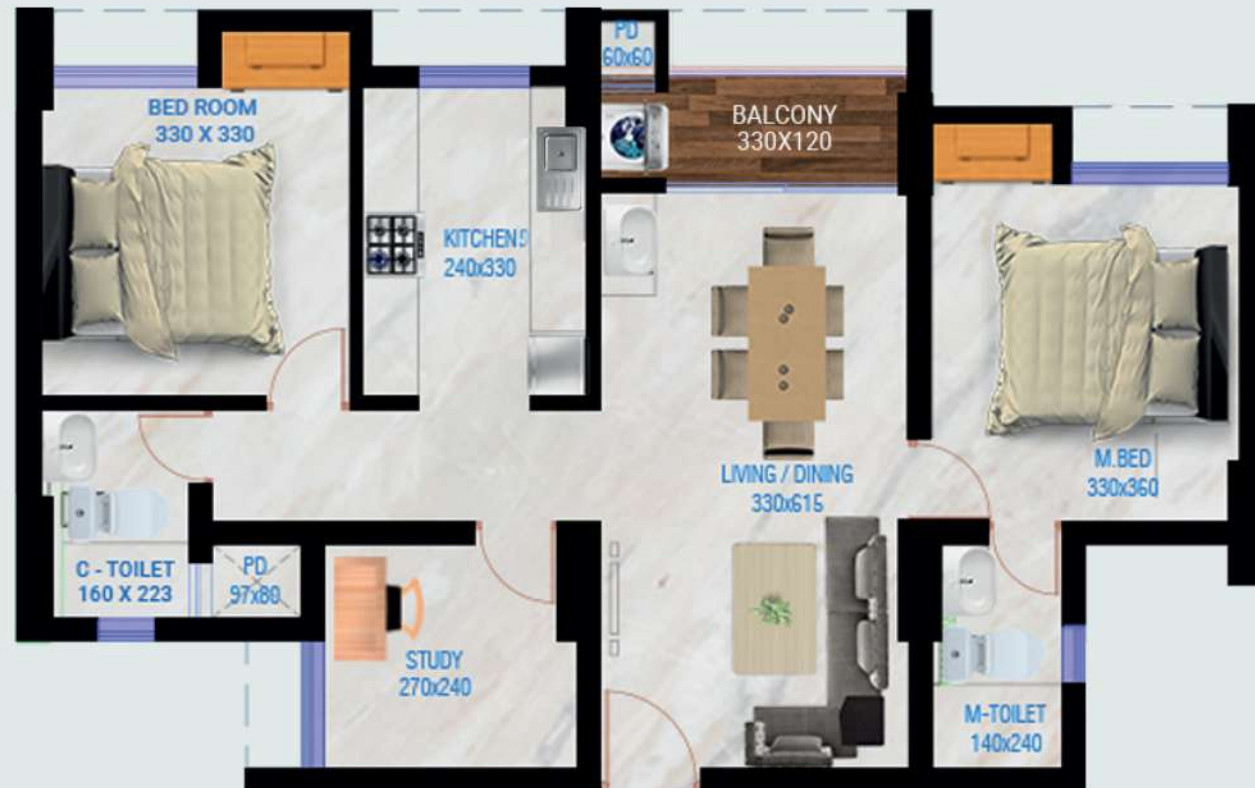 PD
60x60
BED ROOM
330 X 330
BALCONY
330X120
KITCHEN
240x330
LIVING / DINING
330x615
M.BED
330x360
C - TOILET
160 X 223
PD
97x80
STUDY
270x240
M-TOILET
140x240